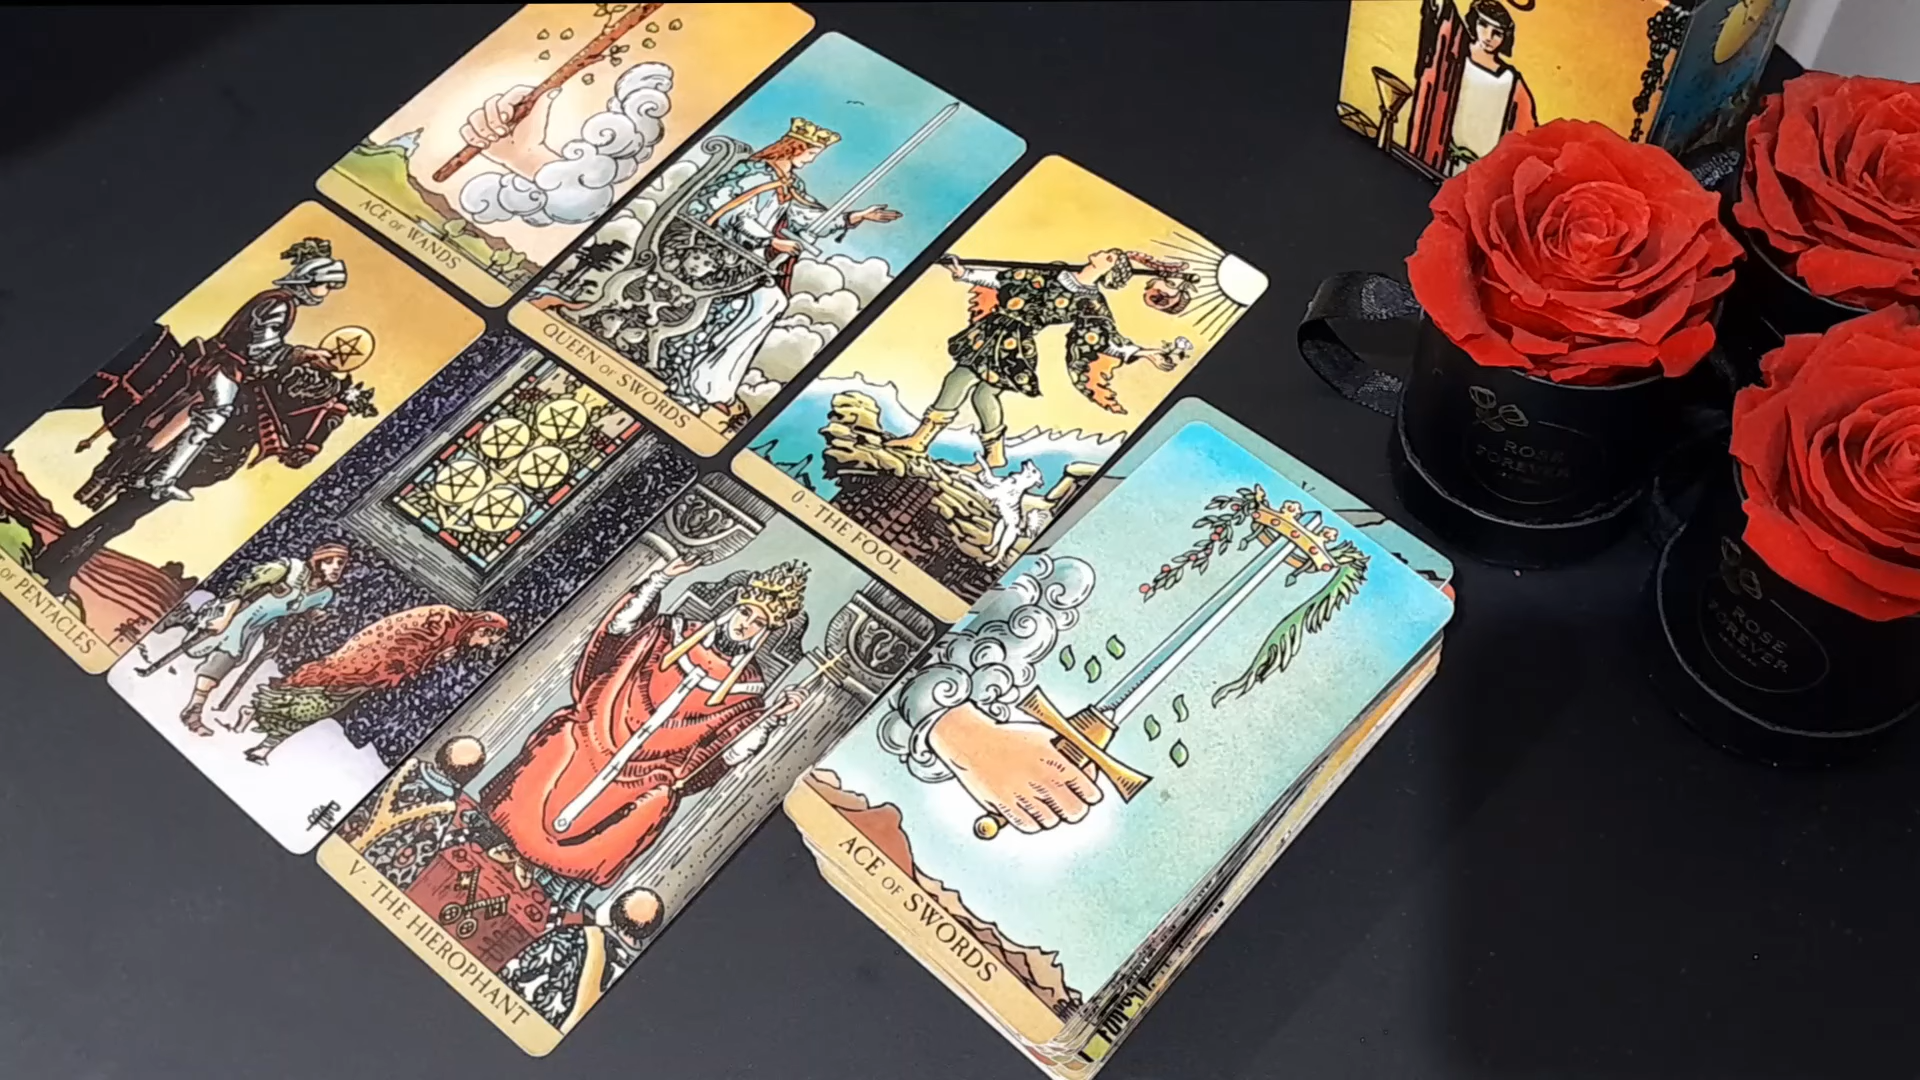 ACE OF WANDS
QUEEN OF SWORDS
0 - THE FOOL
OF PENTACLES
V - THE HIEROPHANT
V
ACE OF SWORDS
ROSE
FOREVER
ROSE
FOREVER